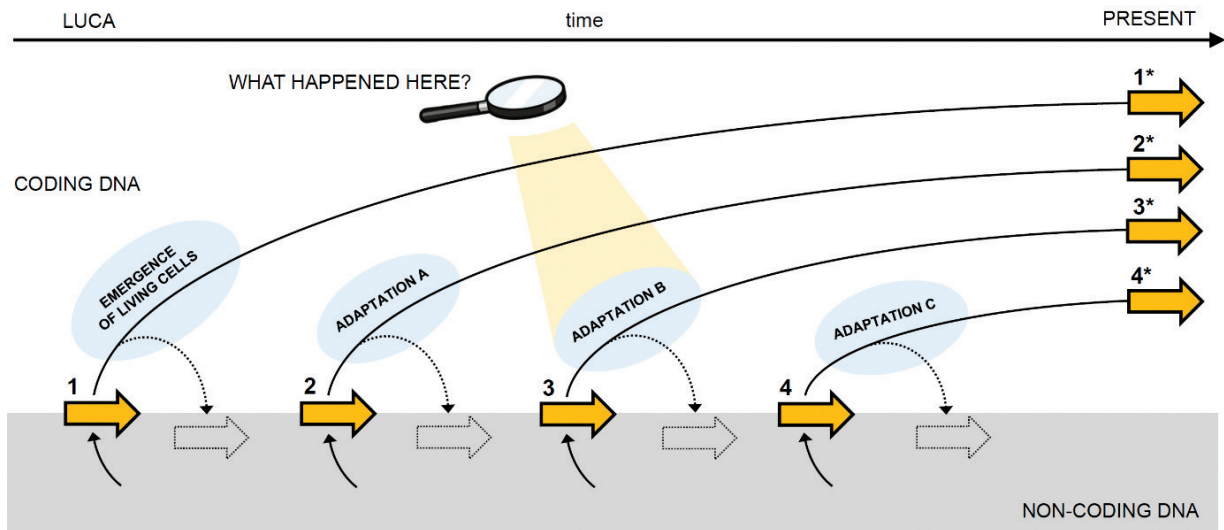 LUCA
time
PRESENT
WHAT HAPPENED HERE?
1*
2*
CODING DNA
3*
4*
EMERGENCE
OF LIVING CELLS
ADAPTATION A
ADAPTATION B
ADAPTATION C
1
2
3
4
NON-CODING DNA